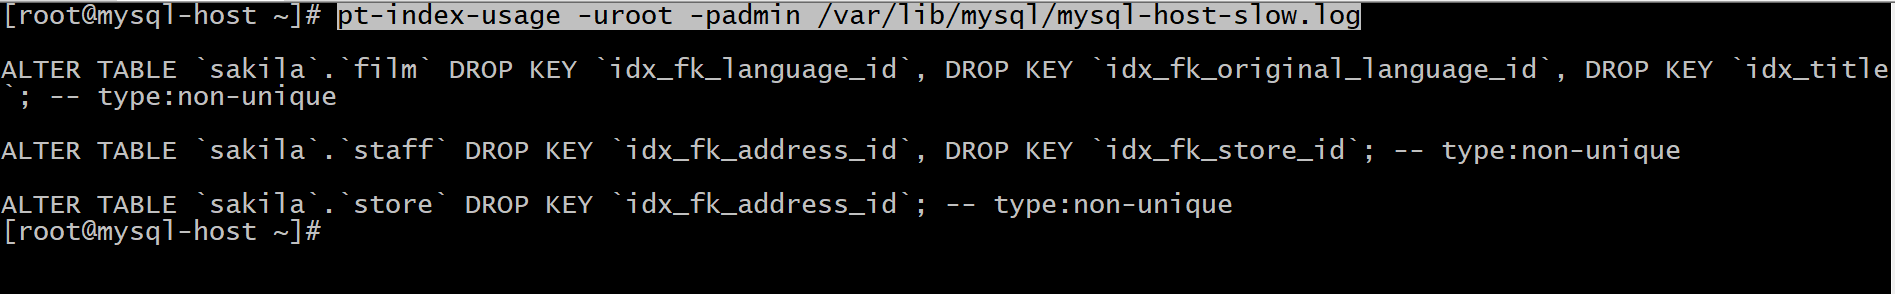 [root@mysql-host ~]# pt-index-usage -uroot -padmin /var/lib/mysql/mysql-host-slow.log
ALTER TABLE `sakila`.`film` DROP KEY `idx_fk_language_id`, DROP KEY `idx_fk_original_language_id`, DROP KEY `idx_title
`; -- type:non-unique
ALTER TABLE `sakila`.`staff` DROP KEY `idx_fk_address_id`, DROP KEY `idx_fk_store_id`; -- type:non-unique
ALTER TABLE `sakila`.`store` DROP KEY `idx_fk_address_id`; -- type:non-unique
[root@mysql-host ~]#